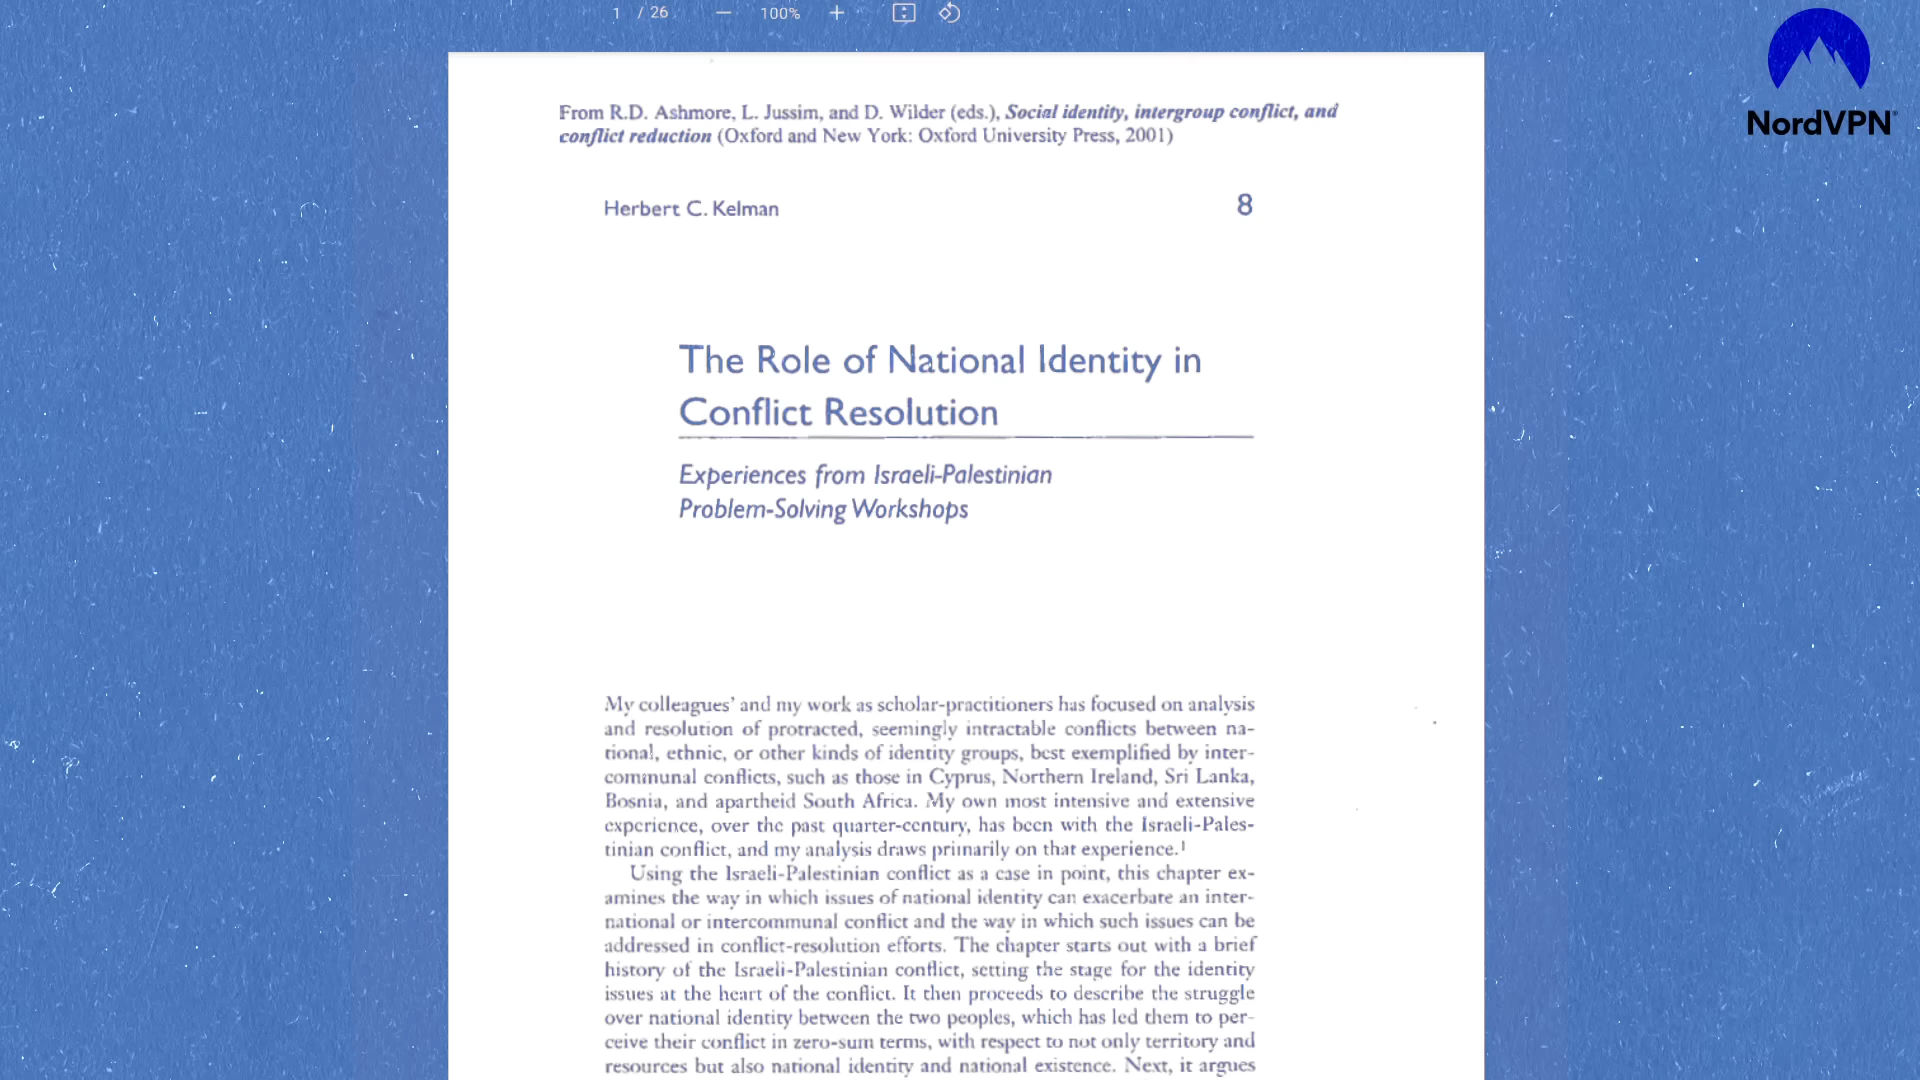 1 / 26 — 100% +
NordVPN®
From R.D. Ashmore, L. Jussim, and D. Wilder (eds.), Social identity, intergroup conflict, and
conflict reduction (Oxford and New York: Oxford University Press, 2001)
Herbert C. Kelman 8
The Role of National Identity in
Conflict Resolution
Experiences from Israeli-Palestinian
Problem-Solving Workshops
My colleagues' and my work as scholar-practitioners has focused on analysis
and resolution of protracted, seemingly intractable conflicts between na-
tional, ethnic, or other kinds of identity groups, best exemplified by inter-
communal conflicts, such as those in Cyprus, Northern Ireland, Sri Lanka,
Bosnia, and apartheid South Africa. My own most intensive and extensive
experience, over the past quarter-century, has been with the Israeli-Pales-
tinian conflict, and my analysis draws primarily on that experience.¹
Using the Israeli-Palestinian conflict as a case in point, this chapter ex-
amines the way in which issues of national identity can exacerbate an inter-
national or intercommunal conflict and the way in which such issues can be
addressed in conflict-resolution efforts. The chapter starts out with a brief
history of the Israeli-Palestinian conflict, setting the stage for the identity
issues at the heart of the conflict. It then proceeds to describe the struggle
over national identity between the two peoples, which has led them to per-
ceive their conflict in zero-sum terms, with respect to not only territory and
resources but also national identity and national existence. Next, it argues